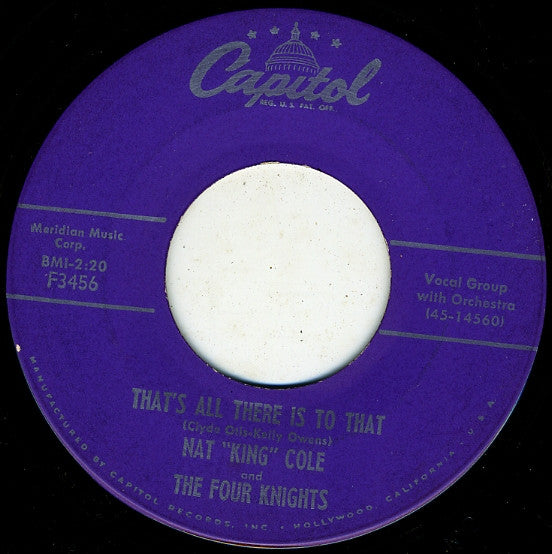 Capitol
REG. U.S. PAT. OFF.
Meridian Music
Corp.
BMI-2:20
F3456
Vocal Group
with Orchestra
(45-14560)
THAT'S ALL THERE IS TO THAT
(Clyde Otis-Kelly Owens)
NAT "KING" COLE
and
THE FOUR KNIGHTS
MANUFACTURED BY CAPITOL RECORDS, INC. • HOLLYWOOD, CALIFORNIA, U.S.A.